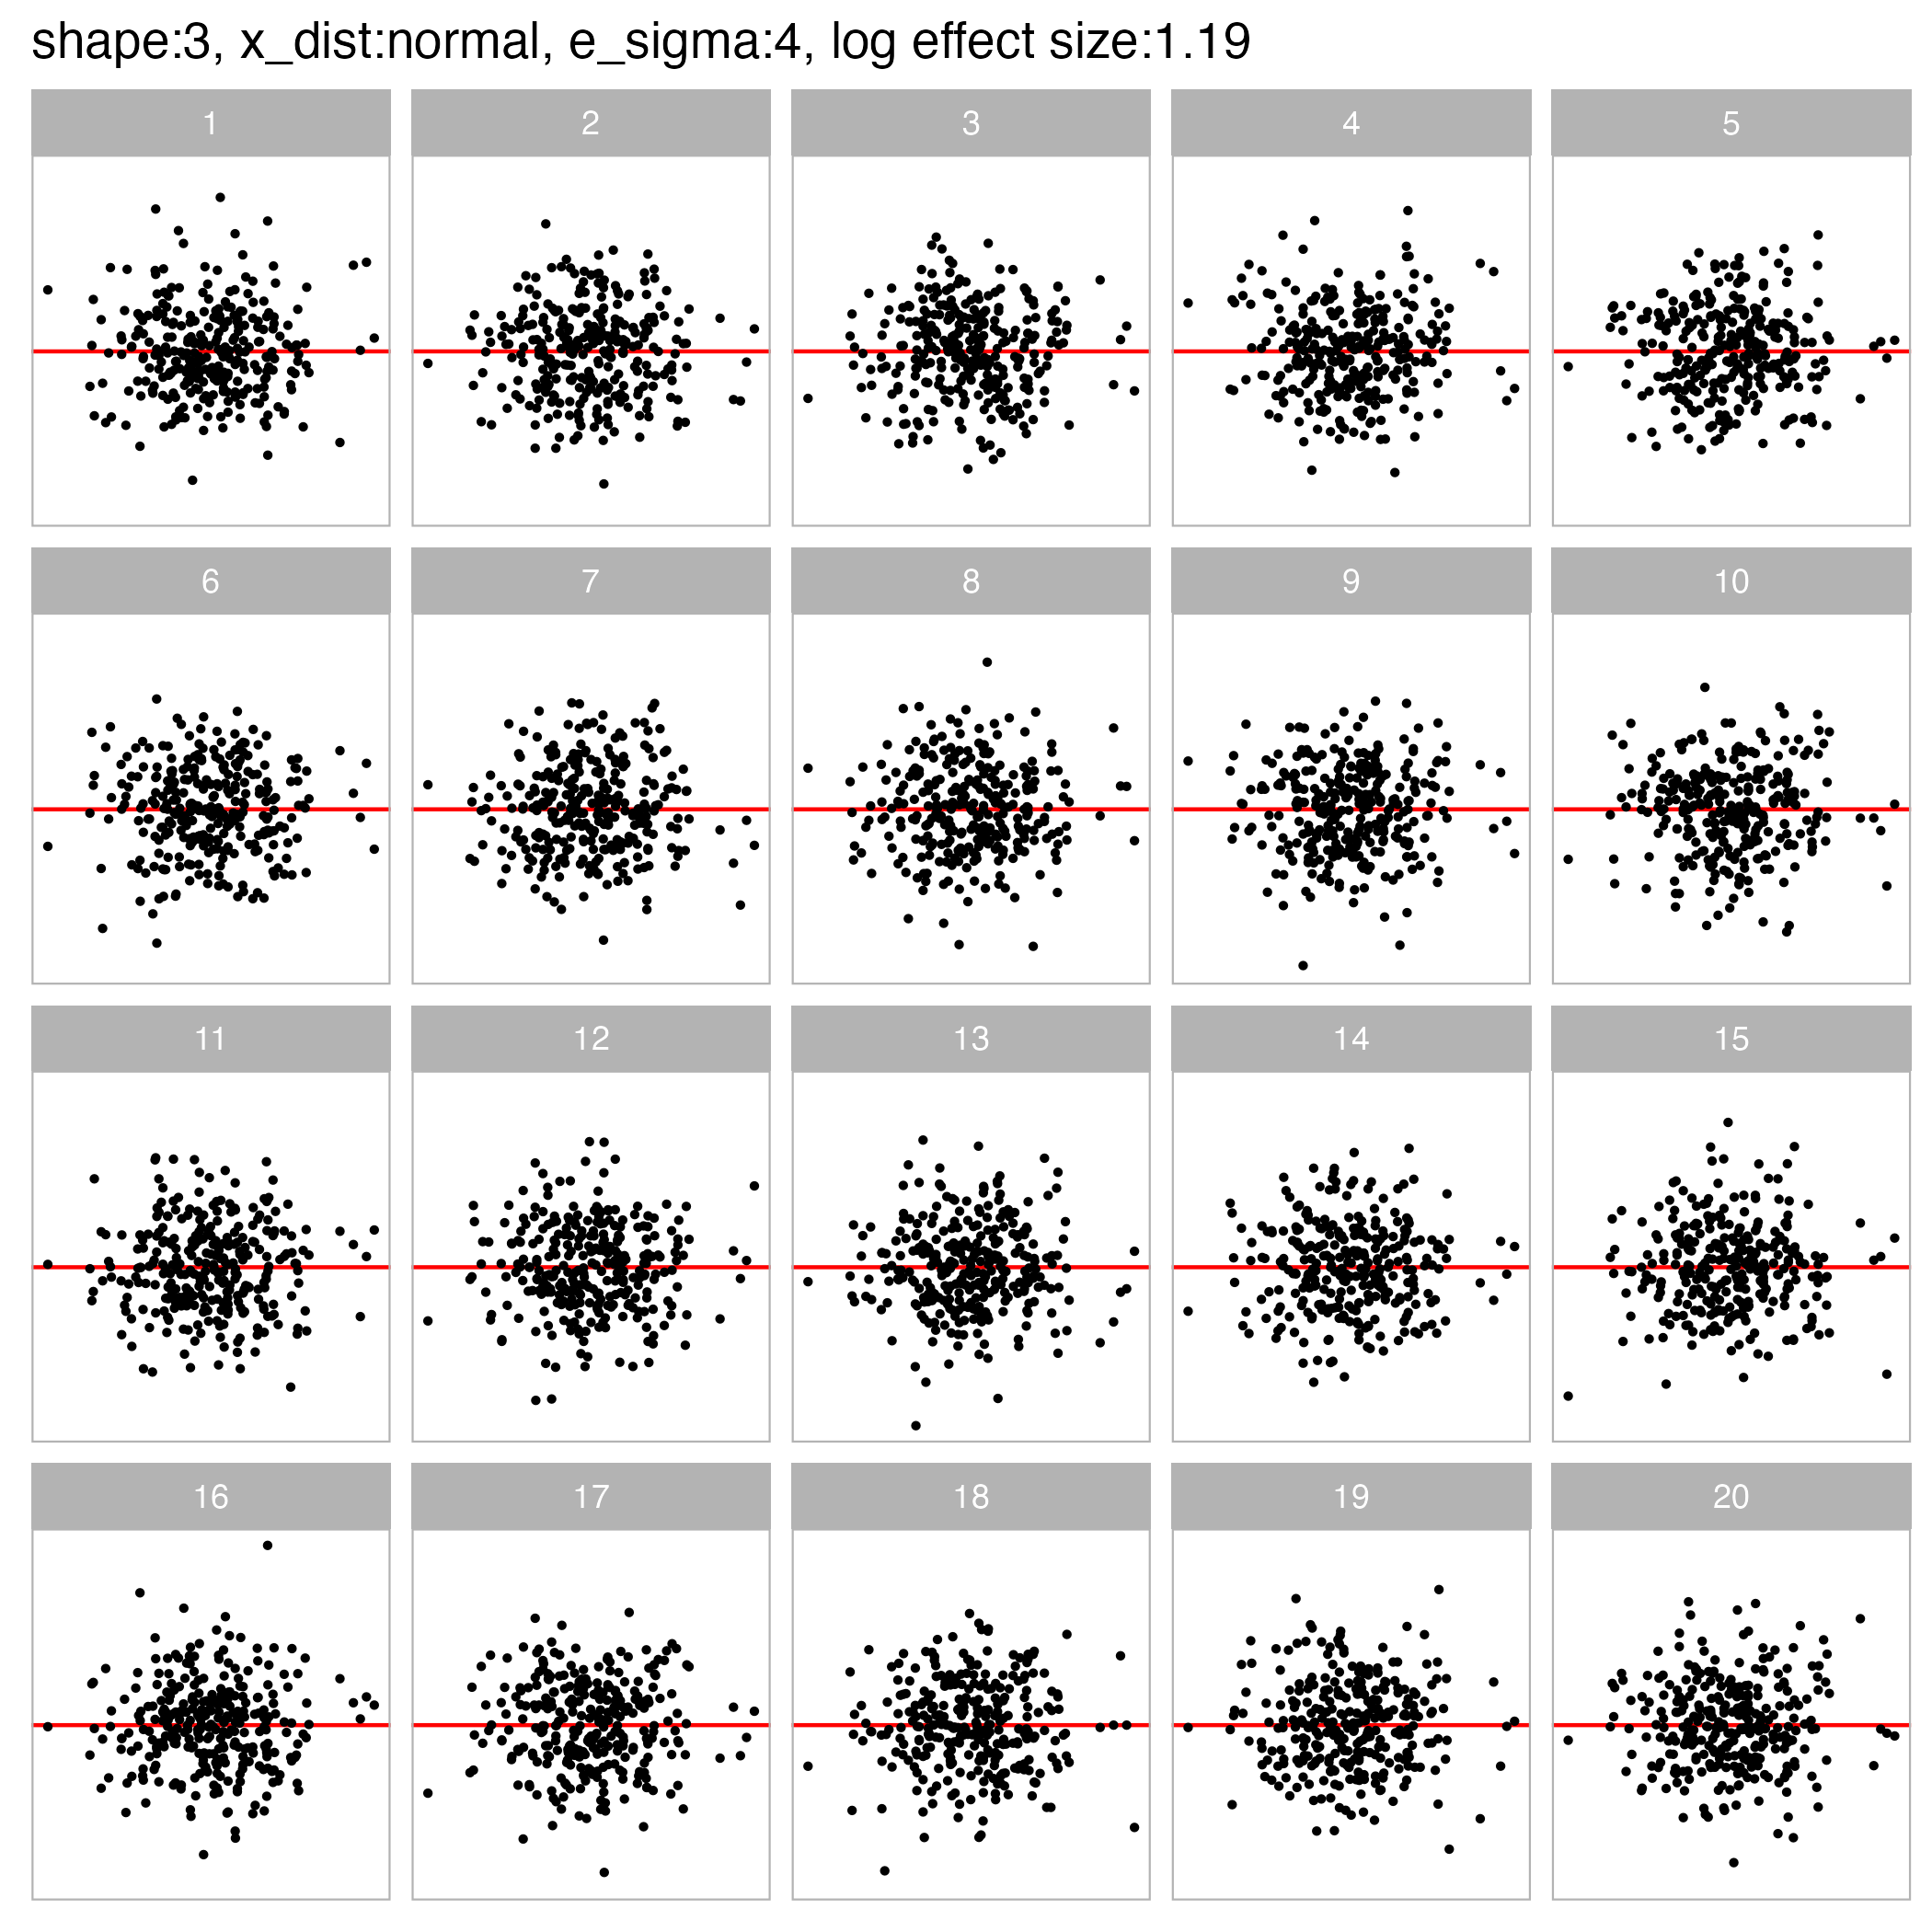 shape:3, x_dist:normal, e_sigma:4, log effect size:1.19
1 2 3 4 5
6 7 8 9 10
11 12 13 14 15
16 17 18 19 20